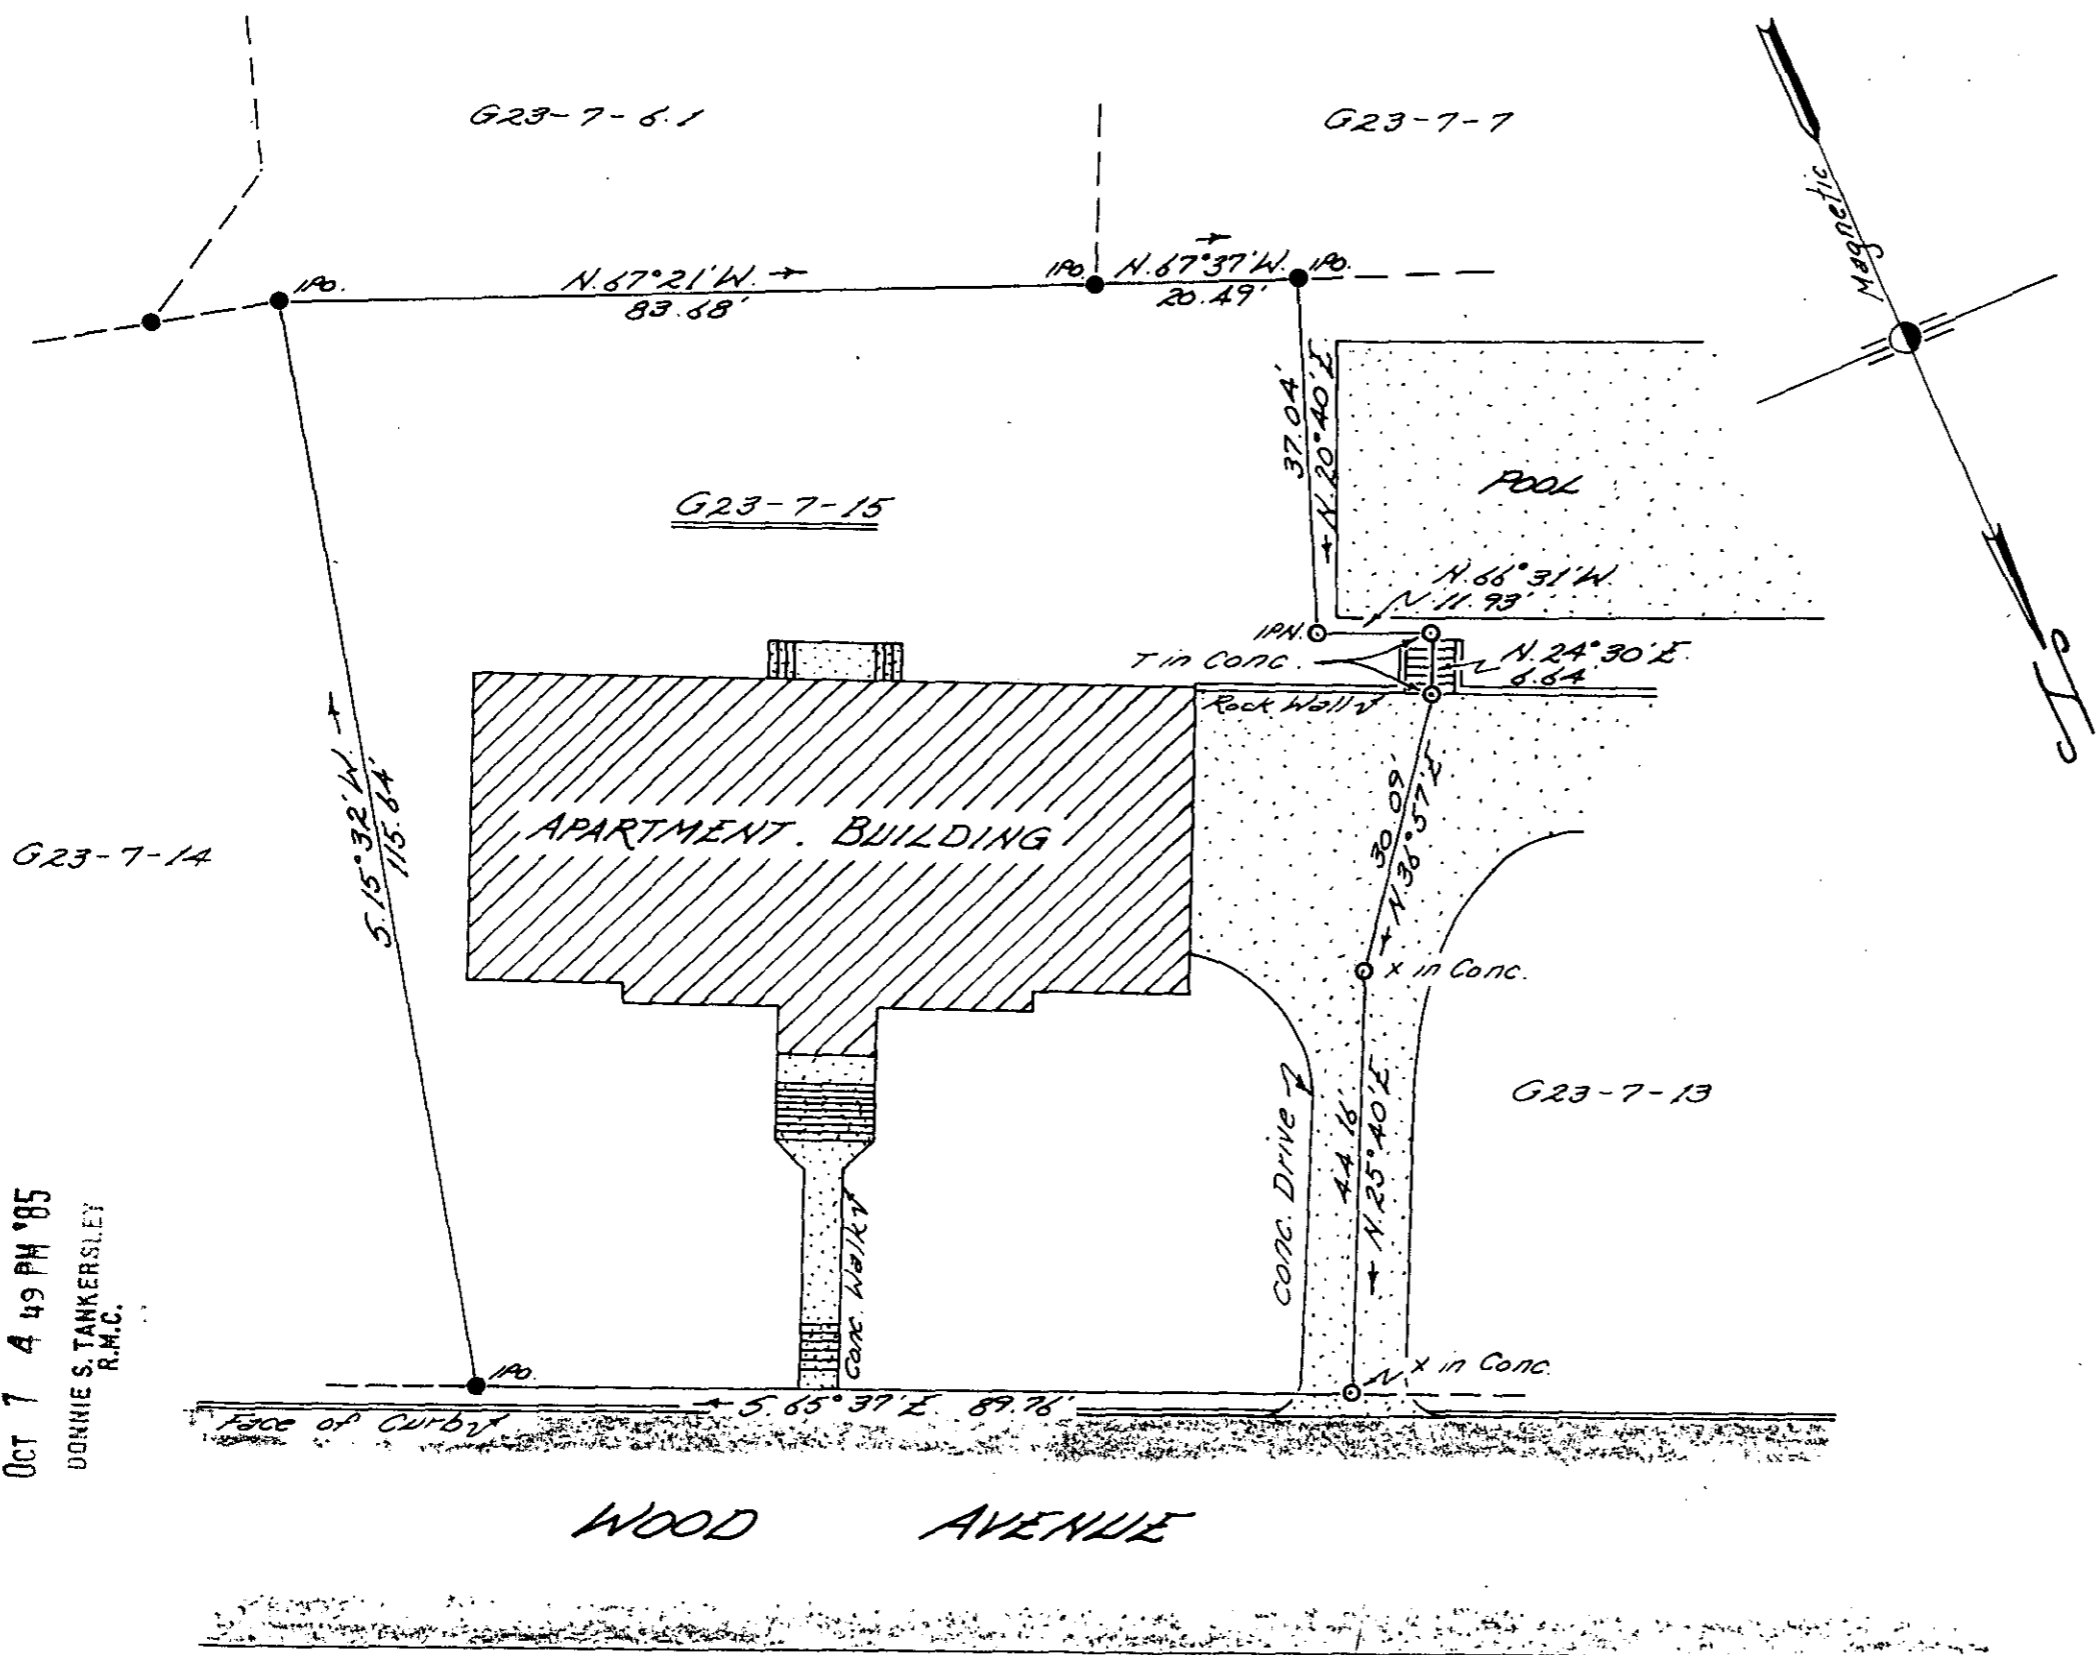 G23-7-6.1
G23-7-7
Magnetic
IPO.
N.67°21'W.
83.68'
IPO.
N.67°37'W.
20.49'
IPO.
37.04'
N.20°40'E
POOL
G23-7-15
N.66°31'W.
11.93'
IPN.
T in Conc.
N.24°30'E.
6.64'
Rock Wall
S.15°32'W.
115.64'
APARTMENT. BUILDING
30.09'
N.36°57'E.
G23-7-14
X in Conc.
G23-7-13
Conc. Drive
44.16'
N.25°40'E
Conc. Walk
OCT 7 4 49 PM '85
DONNIE S. TANKERSLEY
R.M.C.
IPO.
X in Conc.
S.65°37'E. 89.76'
Face of Curb
WOOD AVENUE